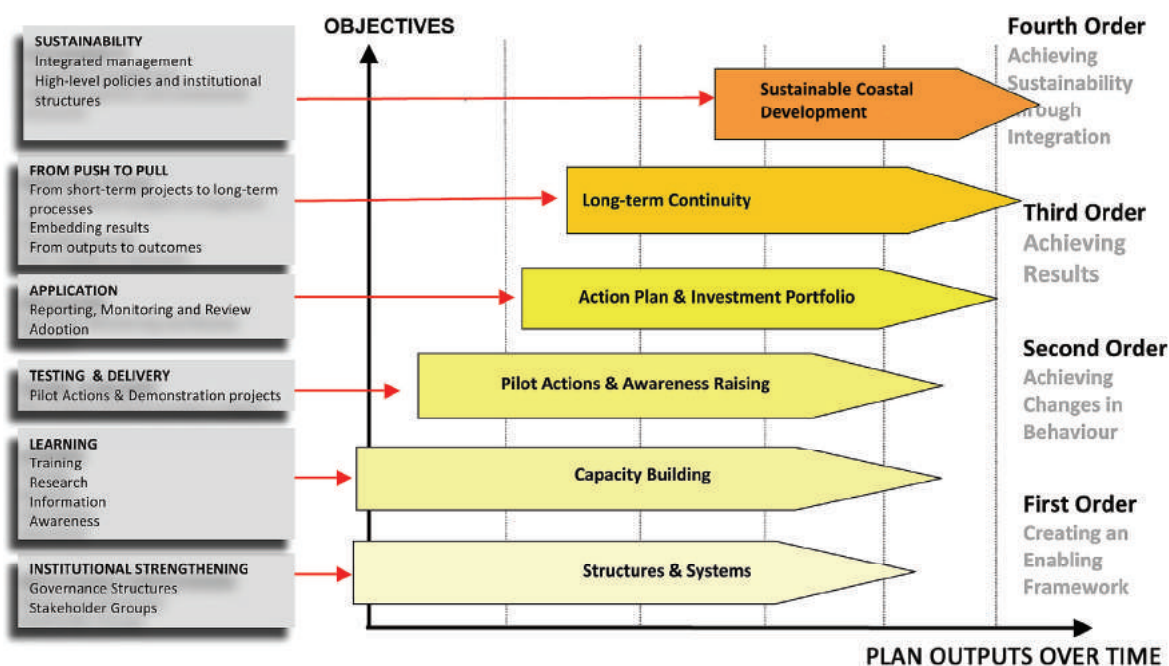 OBJECTIVES
SUSTAINABILITY
Integrated management
High-level policies and institutional
structures
FROM PUSH TO PULL
From short-term projects to long-term
processes
Embedding results
From outputs to outcomes
APPLICATION
Reporting, Monitoring and Review
Adoption
TESTING & DELIVERY
Pilot Actions & Demonstration projects
LEARNING
Training
Research
Information
Awareness
INSTITUTIONAL STRENGTHENING
Governance Structures
Stakeholder Groups
Sustainable Coastal
Development
Long-term Continuity
Action Plan & Investment Portfolio
Pilot Actions & Awareness Raising
Capacity Building
Structures & Systems
Fourth Order
Achieving
Sustainability
through
Integration
Third Order
Achieving
Results
Second Order
Achieving
Changes in
Behaviour
First Order
Creating an
Enabling
Framework
PLAN OUTPUTS OVER TIME